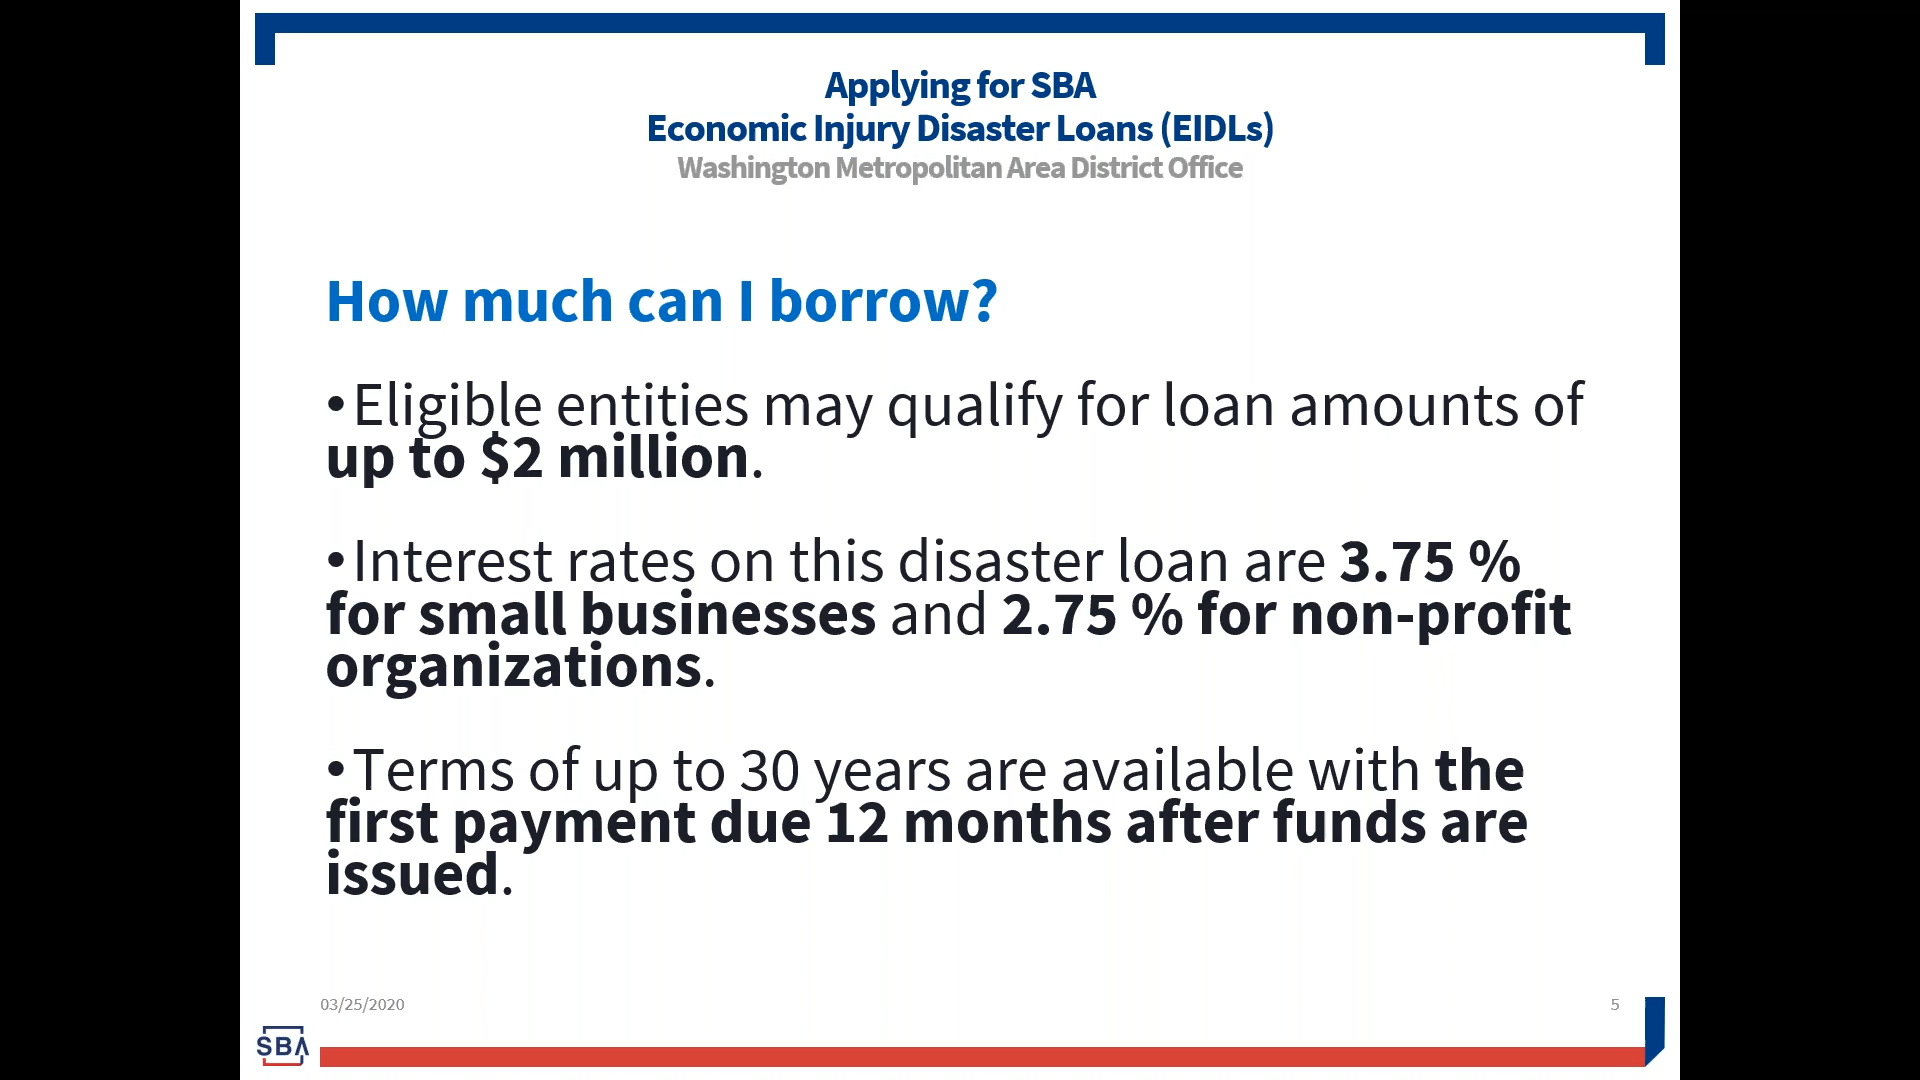 Applying for SBA
Economic Injury Disaster Loans (EIDLs)
Washington Metropolitan Area District Office
How much can I borrow?
•Eligible entities may qualify for loan amounts of
up to $2 million.
•Interest rates on this disaster loan are 3.75 %
for small businesses and 2.75 % for non-profit
organizations.
•Terms of up to 30 years are available with the
first payment due 12 months after funds are
issued.
03/25/2020
5
SBA